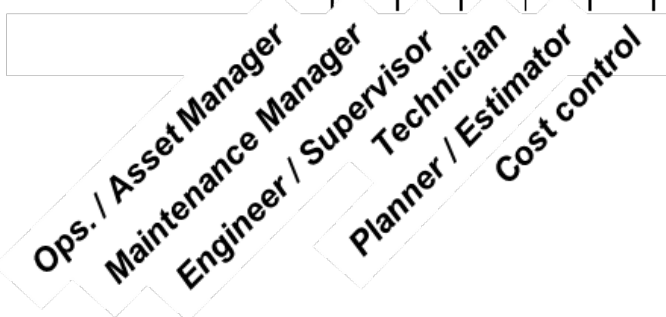 Ops. / Asset Manager
Maintenance Manager
Engineer / Supervisor
Technician
Planner / Estimator
Cost control